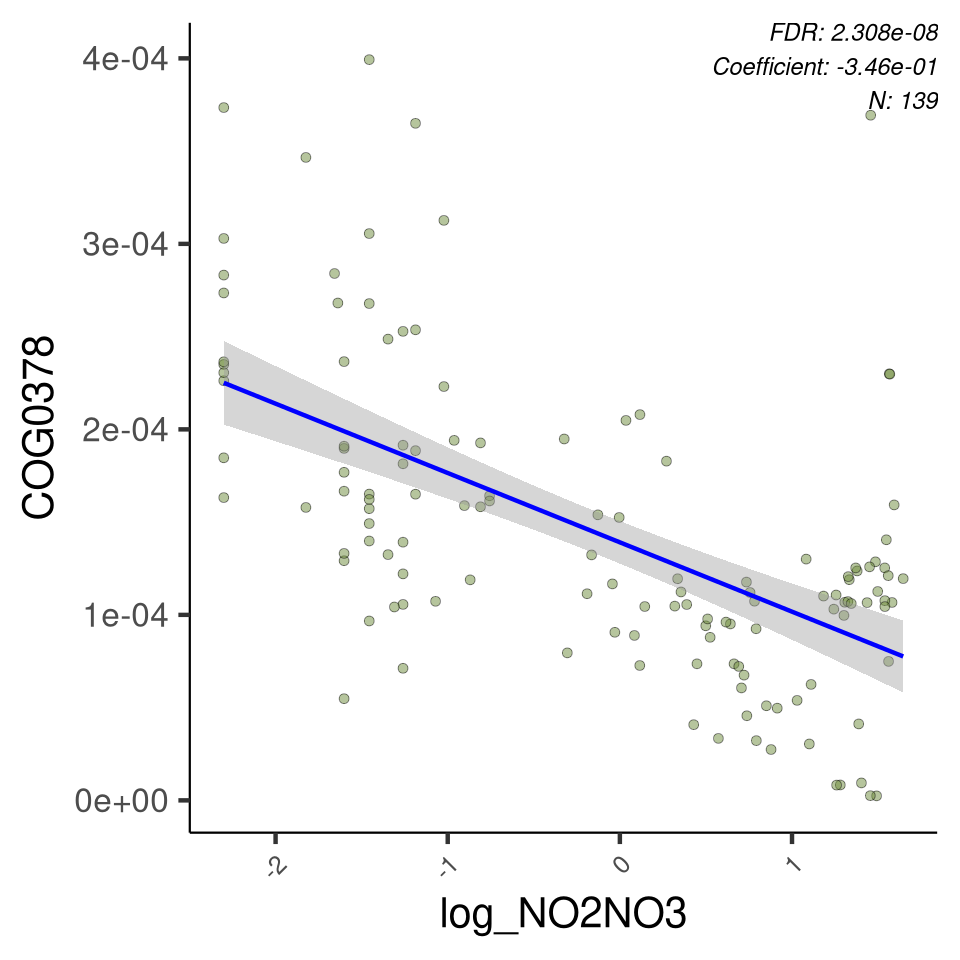 FDR: 2.308e-08
Coefficient: -3.46e-01
N: 139
4e-04
3e-04
2e-04
1e-04
0e+00
COG0378
-2
-1
0
1
log_NO2NO3